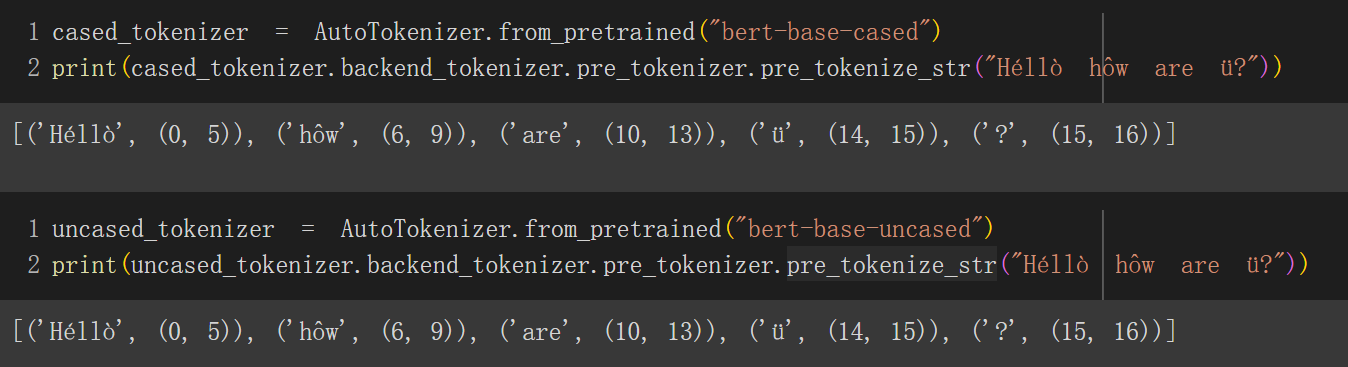 1 cased_tokenizer = AutoTokenizer.from_pretrained("bert-base-cased")
2 print(cased_tokenizer.backend_tokenizer.pre_tokenizer.pre_tokenize_str("Héllò hôw are ü?"))
[('Héllò', (0, 5)), ('hôw', (6, 9)), ('are', (10, 13)), ('ü', (14, 15)), ('?', (15, 16))]
1 uncased_tokenizer = AutoTokenizer.from_pretrained("bert-base-uncased")
2 print(uncased_tokenizer.backend_tokenizer.pre_tokenizer.pre_tokenize_str("Héllò hôw are ü?"))
[('Héllò', (0, 5)), ('hôw', (6, 9)), ('are', (10, 13)), ('ü', (14, 15)), ('?', (15, 16))]